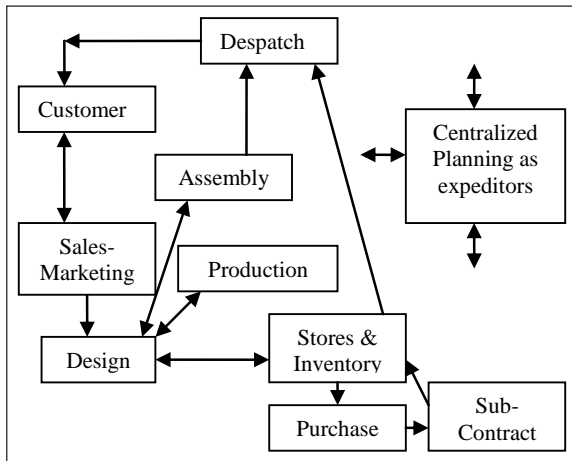 Despatch
Customer
Centralized
Planning as
expeditors
Assembly
Sales-
Marketing
Production
Design
Stores &
Inventory
Purchase
Sub-
Contract